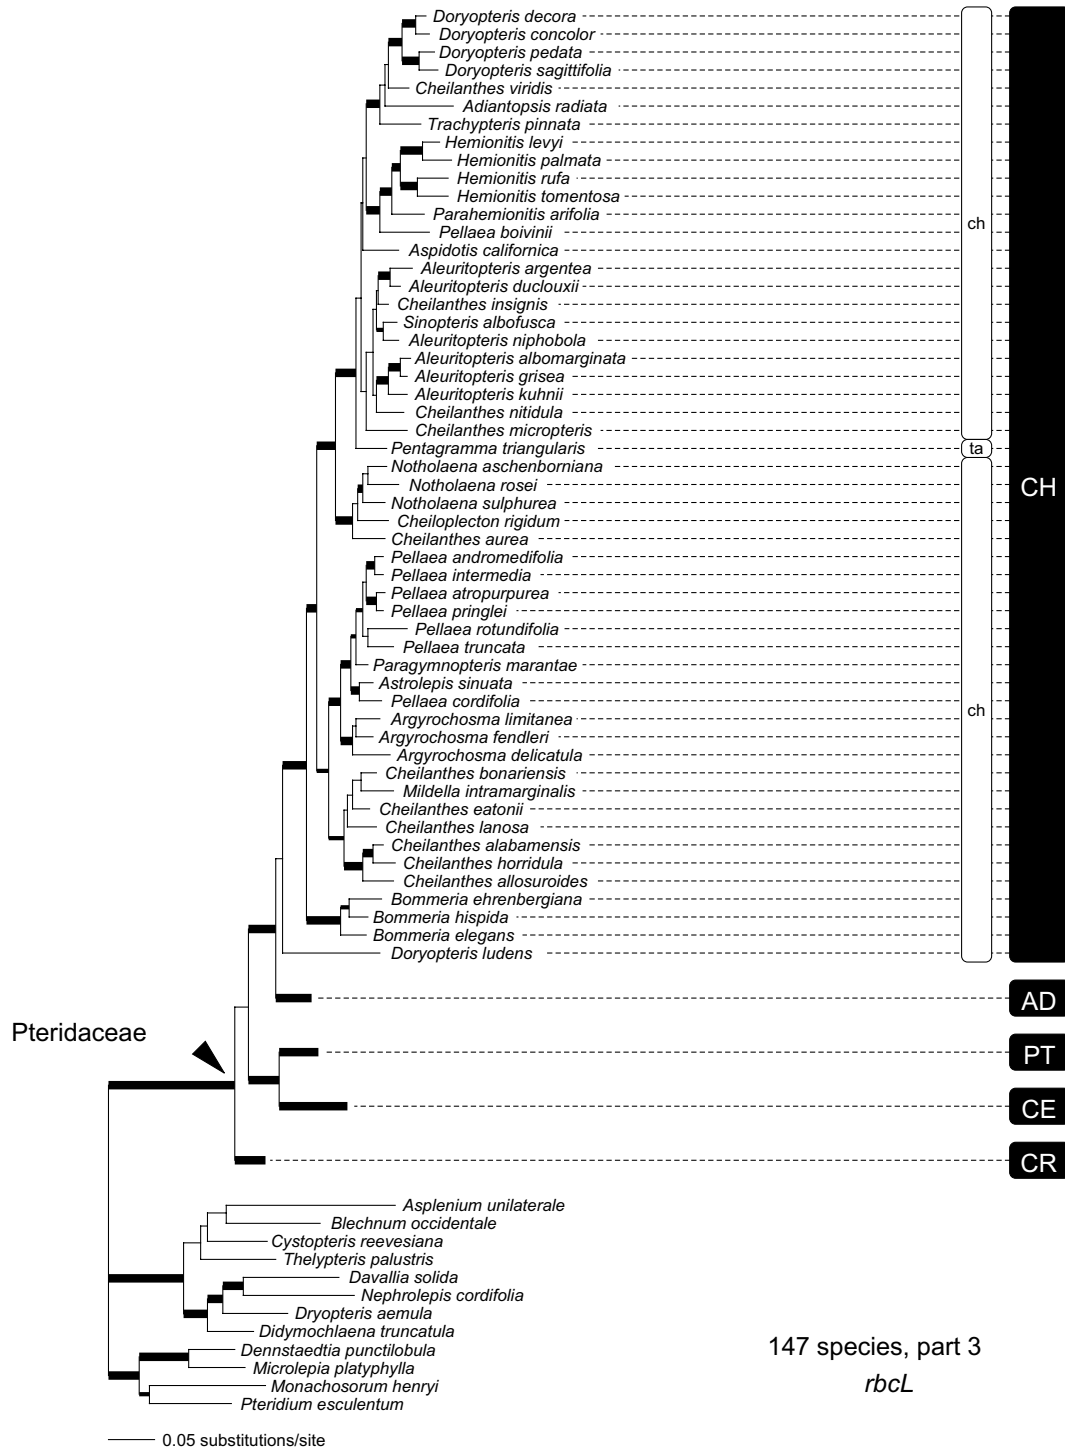 Doryopteris decora
Doryopteris concolor
Doryopteris pedata
Doryopteris sagittifolia
Cheilanthes viridis
Adiantopsis radiata
Trachypteris pinnata
Hemionitis levyi
Hemionitis palmata
Hemionitis rufa
Hemionitis tomentosa
Parahemionitis arifolia
ch
Pellaea boivinii
Aspidotis californica
Aleuritopteris argentea
Aleuritopteris duclouxii
Cheilanthes insignis
Sinopteris albofusca
Aleuritopteris niphobola
Aleuritopteris albomarginata
Aleuritopteris grisea
Aleuritopteris kuhnii
Cheilanthes nitidula
Cheilanthes micropteris
Pentagramma triangularis
ta
Notholaena aschenborniana
Notholaena rosei
CH
Notholaena sulphurea
Cheiloplecton rigidum
Cheilanthes aurea
Pellaea andromedifolia
Pellaea intermedia
Pellaea atropurpurea
Pellaea pringlei
Pellaea rotundifolia
Pellaea truncata
Paragymnopteris marantae
Astrolepis sinuata
Pellaea cordifolia
ch
Argyrochosma limitanea
Argyrochosma fendleri
Argyrochosma delicatula
Cheilanthes bonariensis
Mildella intramarginalis
Cheilanthes eatonii
Cheilanthes lanosa
Cheilanthes alabamensis
Cheilanthes horridula
Cheilanthes allosuroides
Bommeria ehrenbergiana
Bommeria hispida
Bommeria elegans
Doryopteris ludens
AD
Pteridaceae
PT
CE
CR
Asplenium unilaterale
Blechnum occidentale
Cystopteris reevesiana
Thelypteris palustris
Davallia solida
Nephrolepis cordifolia
Dryopteris aemula
Didymochlaena truncatula
Dennstaedtia punctilobula
Microlepia platyphylla
Monachosorum henryi
Pteridium esculentum
147 species, part 3
rbcL
0.05 substitutions/site